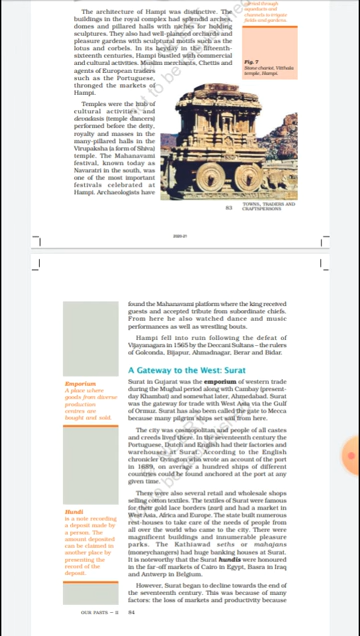 aqueducts and
channels to irrigate
fields and gardens.
The architecture of Hampi was distinctive. The
buildings in the royal complex had splendid arches,
domes and pillared halls with niches for holding
sculptures. They also had well-planned orchards and
pleasure gardens with sculptural motifs such as the
lotus and corbels. In its heyday in the fifteenth-
sixteenth centuries, Hampi bustled with commercial
and cultural activities. Muslim merchants, Chettis and
agents of European traders
such as the Portuguese,
thronged the markets of
Hampi.
Fig. 7
Stone chariot, Vitthala
temple, Hampi.
Temples were the hub of
cultural activities and
devadasis (temple dancers)
performed before the deity,
royalty and masses in the
many-pillared halls in the
Virupaksha (a form of Shiva)
temple. The Mahanavami
festival, known today as
Navaratri in the south, was
one of the most important
festivals celebrated at
Hampi. Archaeologists have
83
TOWNS, TRADERS AND
CRAFTSPERSONS
2020-21
found the Mahanavami platform where the king received
guests and accepted tribute from subordinate chiefs.
From here he also watched dance and music
performances as well as wrestling bouts.
Hampi fell into ruin following the defeat of
Vijayanagara in 1565 by the Deccani Sultans – the rulers
of Golconda, Bijapur, Ahmadnagar, Berar and Bidar.
A Gateway to the West: Surat
Emporium
A place where
goods from diverse
production
centres are
bought and sold.
Surat in Gujarat was the emporium of western trade
during the Mughal period along with Cambay (present-
day Khambat) and somewhat later, Ahmedabad. Surat
was the gateway for trade with West Asia via the Gulf
of Ormuz. Surat has also been called the gate to Mecca
because many pilgrim ships set sail from here.
The city was cosmopolitan and people of all castes
and creeds lived there. In the seventeenth century the
Portuguese, Dutch and English had their factories and
warehouses at Surat. According to the English
chronicler Ovington who wrote an account of the port
in 1689, on average a hundred ships of different
countries could be found anchored at the port at any
given time.
There were also several retail and wholesale shops
selling cotton textiles. The textiles of Surat were famous
for their gold lace borders (zari) and had a market in
West Asia, Africa and Europe. The state built numerous
rest-houses to take care of the needs of people from
all over the world who came to the city. There were
magnificent buildings and innumerable pleasure
parks. The Kathiawad seths or mahajans
(moneychangers) had huge banking houses at Surat.
It is noteworthy that the Surat hundis were honoured
in the far-off markets of Cairo in Egypt, Basra in Iraq
and Antwerp in Belgium.
Hundi
is a note recording
a deposit made by
a person. The
amount deposited
can be claimed in
another place by
presenting the
record of the
deposit.
However, Surat began to decline towards the end of
the seventeenth century. This was because of many
factors: the loss of markets and productivity because
OUR PASTS – II 84